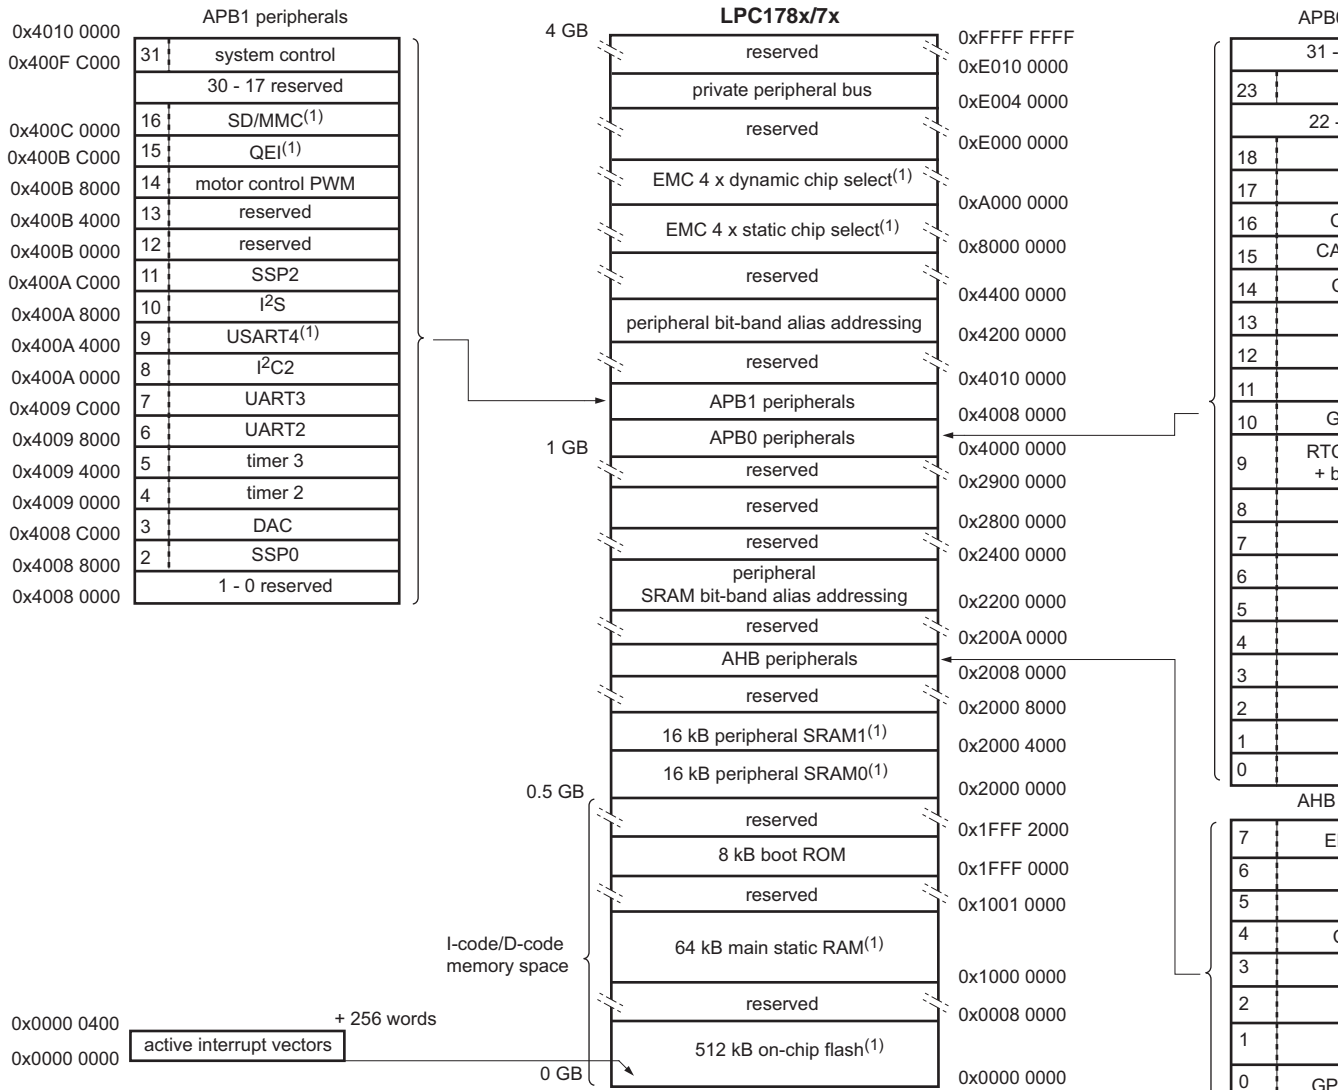 APB1 peripherals
0x4010 0000
31 system control
0x400F C000
30 - 17 reserved
16 SD/MMC(1)
0x400C 0000
15 QEI(1)
0x400B C000
14 motor control PWM
0x400B 8000
13 reserved
0x400B 4000
12 reserved
0x400B 0000
11 SSP2
0x400A C000
10 I2S
0x400A 8000
9 USART4(1)
0x400A 4000
8 I2C2
0x400A 0000
7 UART3
0x4009 C000
6 UART2
0x4009 8000
5 timer 3
0x4009 4000
4 timer 2
0x4009 0000
3 DAC
0x4008 C000
2 SSP0
0x4008 8000
1 - 0 reserved
0x4008 0000
+ 256 words
0x0000 0400
active interrupt vectors
0x0000 0000
LPC178x/7x
4 GB
0xFFFF FFFF
reserved
0xE010 0000
private peripheral bus
0xE004 0000
reserved
0xE000 0000
EMC 4 x dynamic chip select(1)
0xA000 0000
EMC 4 x static chip select(1)
0x8000 0000
reserved
0x4400 0000
peripheral bit-band alias addressing
0x4200 0000
reserved
0x4010 0000
APB1 peripherals
0x4008 0000
APB0 peripherals
1 GB
0x4000 0000
reserved
0x2900 0000
reserved
0x2800 0000
reserved
0x2400 0000
peripheral
SRAM bit-band alias addressing
0x2200 0000
reserved
0x200A 0000
AHB peripherals
0x2008 0000
reserved
0x2000 8000
16 kB peripheral SRAM1(1)
0x2000 4000
16 kB peripheral SRAM0(1)
0.5 GB
0x2000 0000
reserved
0x1FFF 2000
8 kB boot ROM
0x1FFF 0000
reserved
0x1001 0000
I-code/D-code
memory space
64 kB main static RAM(1)
0x1000 0000
reserved
0x0008 0000
512 kB on-chip flash(1)
0 GB
0x0000 0000
31 -
23
22 -
18
17
16
15
14
13
12
11
10
9
+ b
8
7
6
5
4
3
2
1
0
AHB
7
6
5
4
3
2
1
0